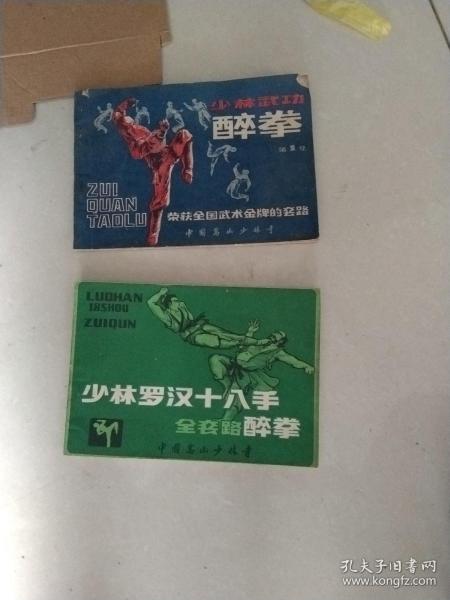 少林武功
醉拳
ZUI
QUAN
TAOLU
荣获全国武术金牌的套路
中国嵩山少林寺
LUOHAN
18SHOU
ZUIQUN
少林罗汉十八手
全套路醉拳
中国嵩山少林寺
孔夫子旧书网
www.kongfz.com